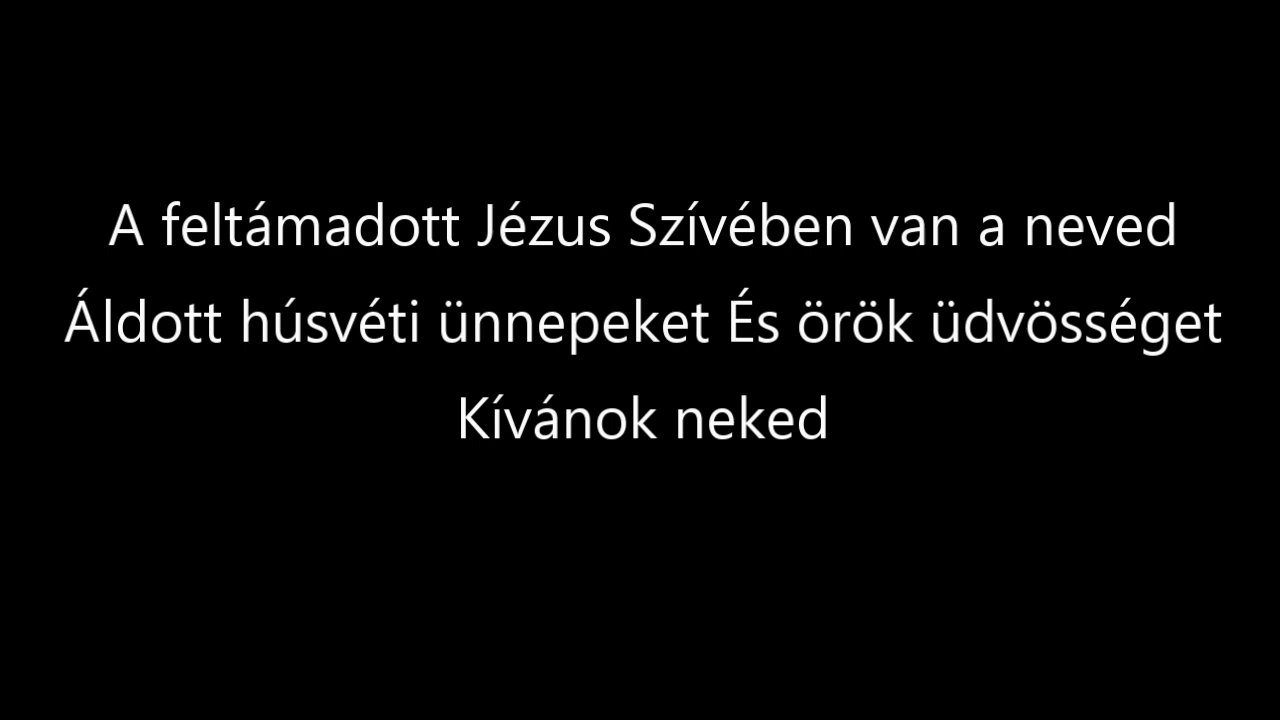 A feltámadott Jézus Szívében van a neved
Áldott húsvéti ünnepeket És örök üdvösséget
Kívánok neked